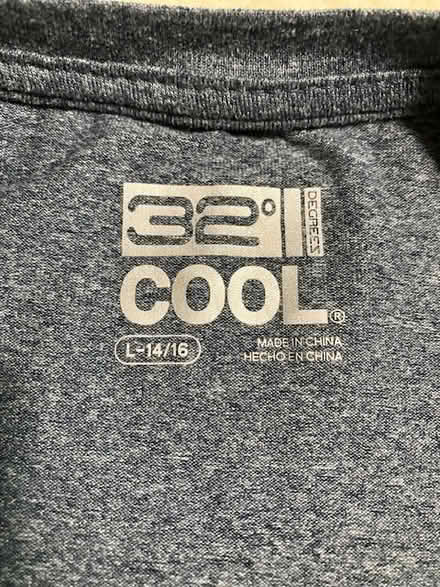 32°
DEGREES
COOL®
L-14/16
MADE IN CHINA
HECHO EN CHINA